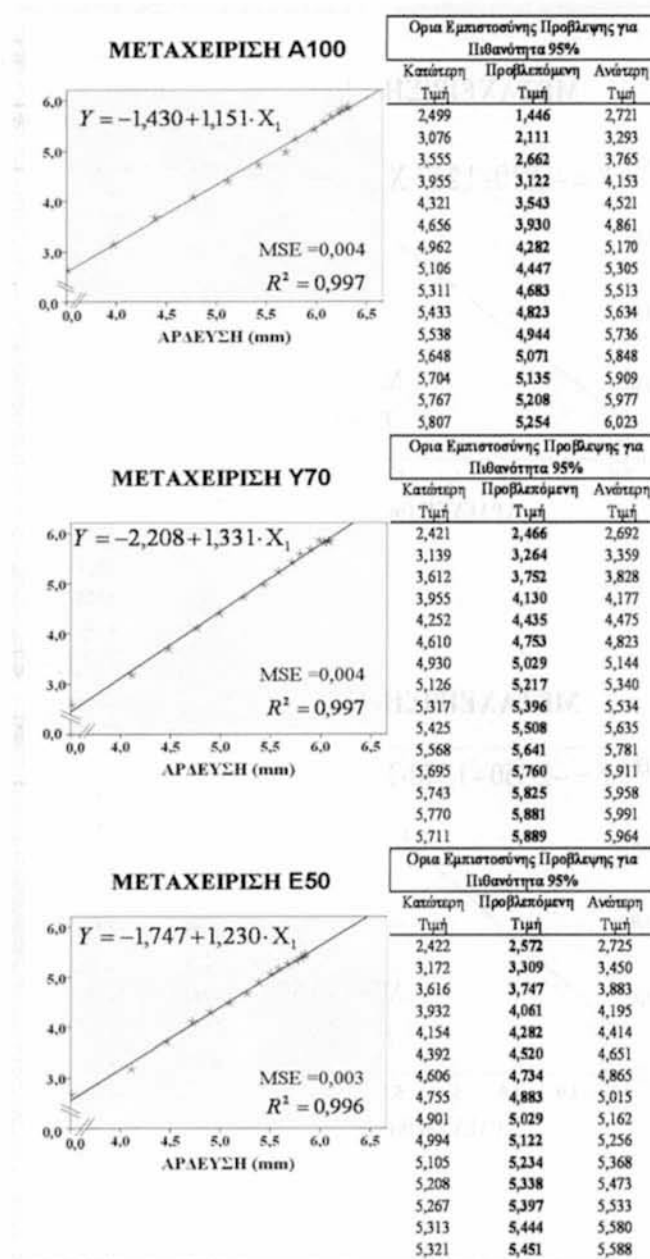 ΜΕΤΑΧΕΙΡΙΣΗ Α100
Y = −1,430+1,151· X₁
6,0
5,0
4,0
3,0
0,0
MSE =0,004
R² = 0,997
0,0 4,0 4,5 5,0 5,5 6,0 6,5
ΑΡΔΕΥΣΗ (mm)
Ορια Εμπιστοσύνης Πρόβλεψης για
Πιθανότητα 95%
Κατώτερη Προβλεπόμενη Ανώτερη
Τιμή Τιμή Τιμή
2,499 1,446 2,721
3,076 2,111 3,293
3,555 2,662 3,765
3,955 3,122 4,153
4,321 3,543 4,521
4,656 3,930 4,861
4,962 4,282 5,170
5,106 4,447 5,305
5,311 4,683 5,513
5,433 4,823 5,634
5,538 4,944 5,736
5,648 5,071 5,848
5,704 5,135 5,909
5,767 5,208 5,977
5,807 5,254 6,023
ΜΕΤΑΧΕΙΡΙΣΗ Υ70
Y = −2,208+1,331· X₁
6,0
5,0
4,0
3,0
0,0
MSE =0,004
R² = 0,997
0,0 4,0 4,5 5,0 5,5 6,0 6,5
ΑΡΔΕΥΣΗ (mm)
Ορια Εμπιστοσύνης Πρόβλεψης για
Πιθανότητα 95%
Κατώτερη Προβλεπόμενη Ανώτερη
Τιμή Τιμή Τιμή
2,421 2,466 2,692
3,139 3,264 3,359
3,612 3,752 3,828
3,955 4,130 4,177
4,252 4,435 4,475
4,610 4,753 4,823
4,930 5,029 5,144
5,126 5,217 5,340
5,317 5,396 5,534
5,425 5,508 5,635
5,568 5,641 5,781
5,695 5,760 5,911
5,743 5,825 5,958
5,770 5,881 5,991
5,711 5,889 5,964
ΜΕΤΑΧΕΙΡΙΣΗ Ε50
Y = −1,747+1,230· X₁
6,0
5,0
4,0
3,0
0,0
MSE =0,003
R² = 0,996
0,0 4,0 4,5 5,0 5,5 6,0 6,5
ΑΡΔΕΥΣΗ (mm)
Ορια Εμπιστοσύνης Πρόβλεψης για
Πιθανότητα 95%
Κατώτερη Προβλεπόμενη Ανώτερη
Τιμή Τιμή Τιμή
2,422 2,572 2,725
3,172 3,309 3,450
3,616 3,747 3,883
3,932 4,061 4,195
4,154 4,282 4,414
4,392 4,520 4,651
4,606 4,734 4,865
4,755 4,883 5,015
4,901 5,029 5,162
4,994 5,122 5,256
5,105 5,234 5,368
5,208 5,338 5,473
5,267 5,397 5,533
5,313 5,444 5,580
5,321 5,451 5,588